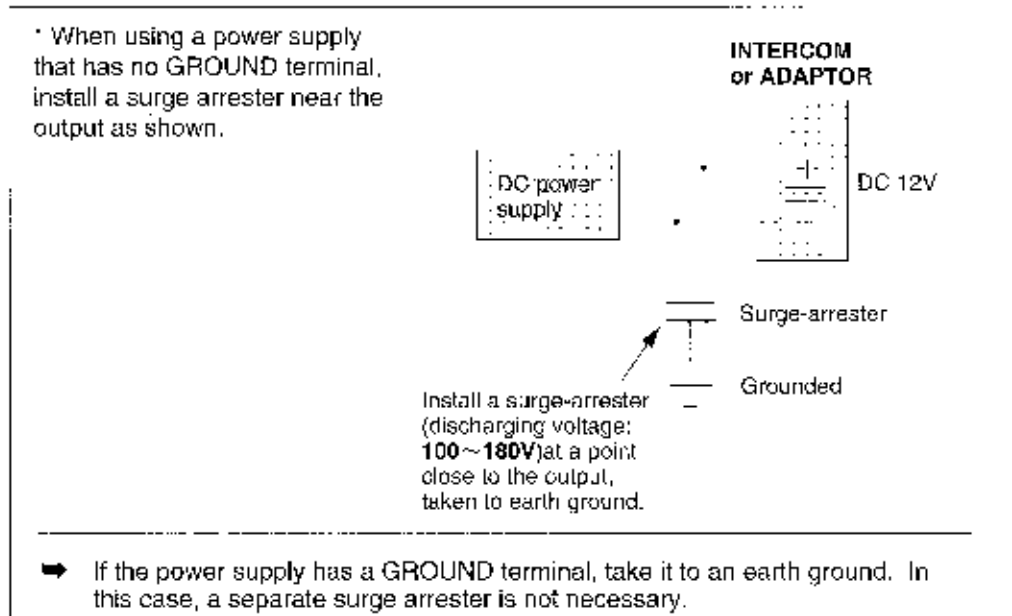 * When using a power supply
that has no GROUND terminal,
install a surge arrester near the
output as shown.
INTERCOM
or ADAPTOR
DC power
supply
+
DC 12V
Surge-arrester
Grounded
Install a surge-arrester
(discharging voltage:
100~180V)at a point
close to the output,
taken to earth ground.
➡ If the power supply has a GROUND terminal, take it to an earth ground. In
this case, a separate surge arrester is not necessary.